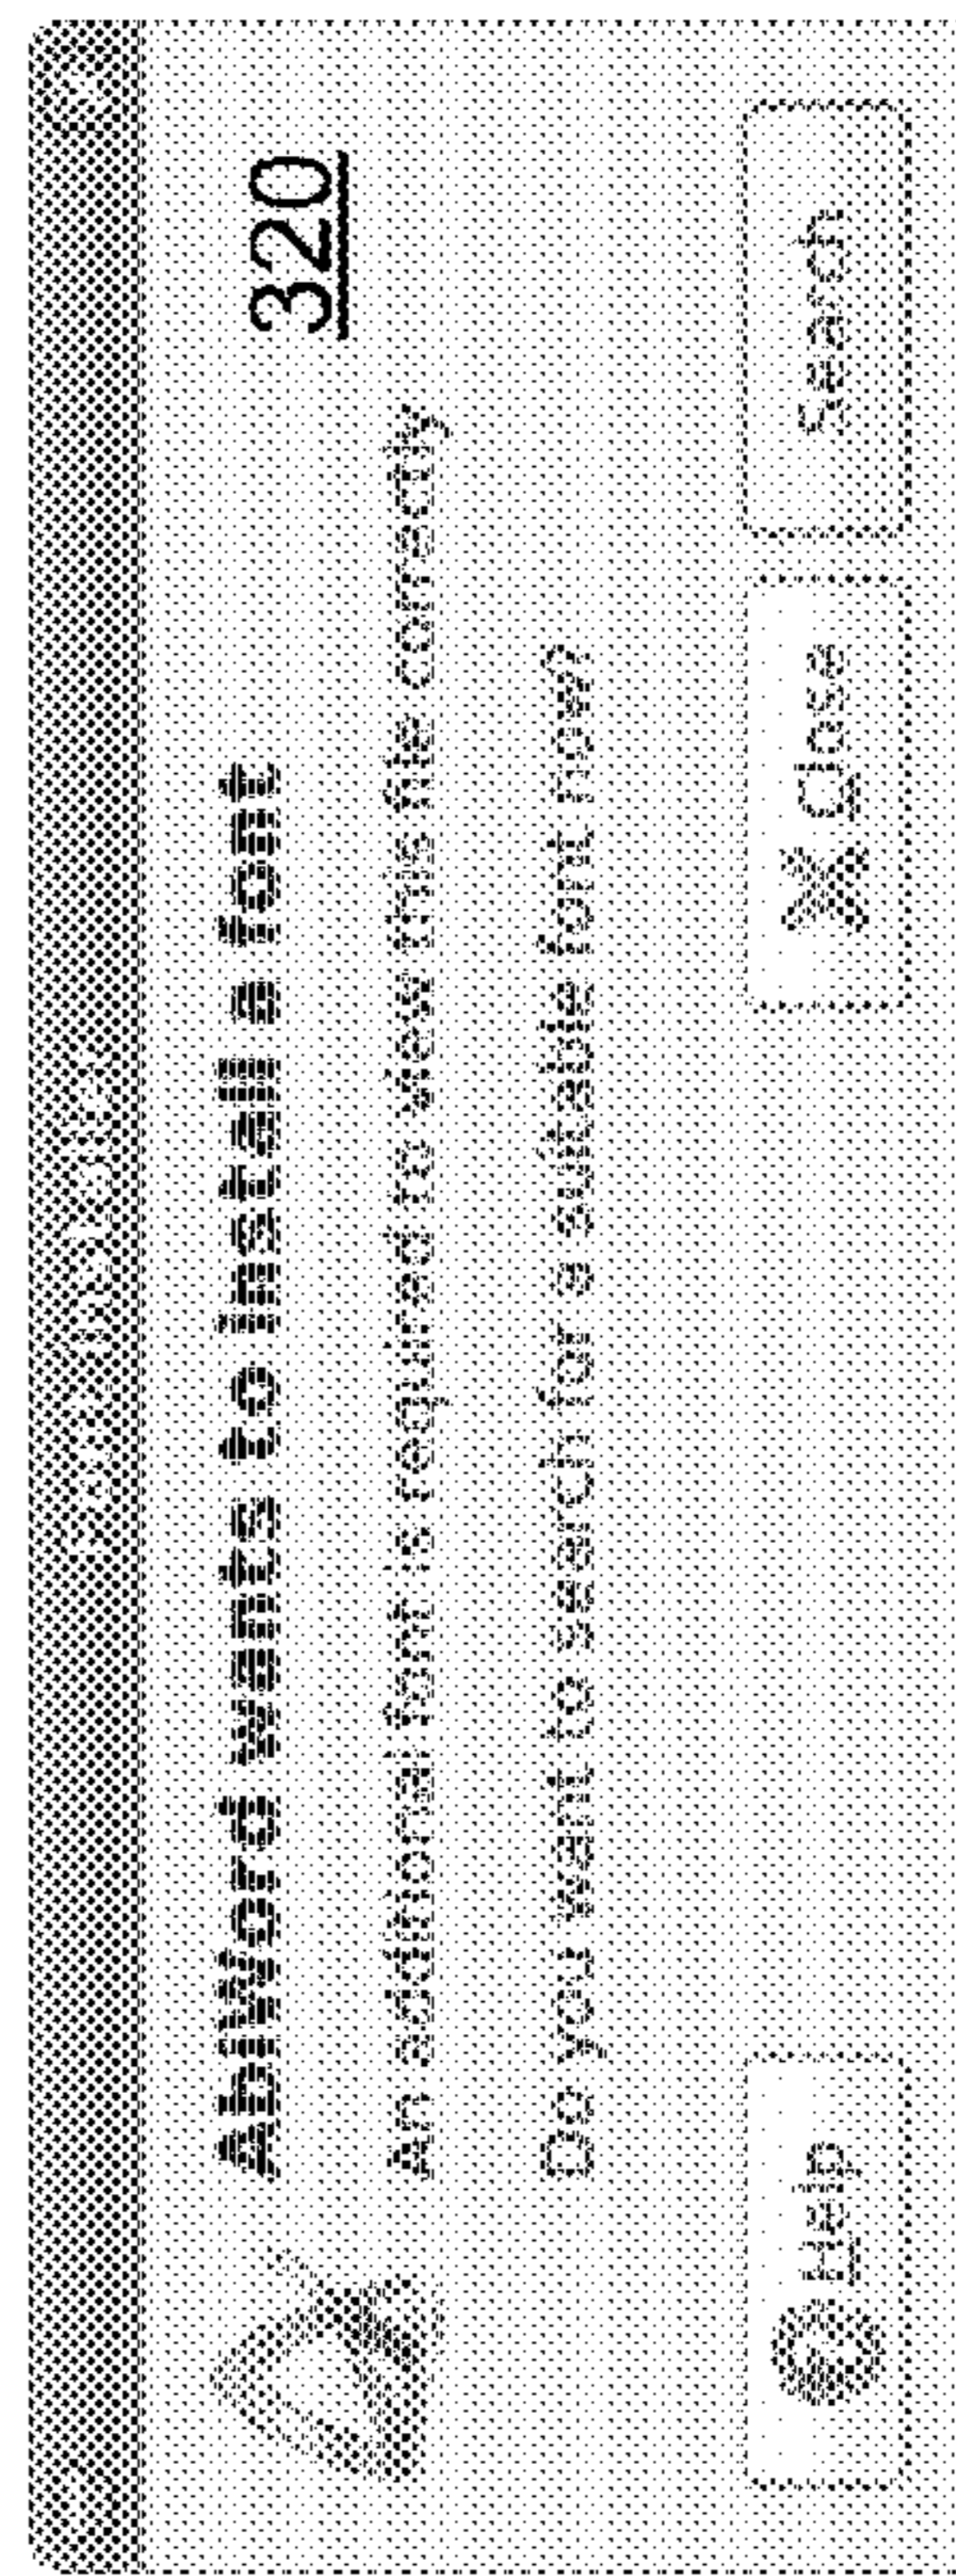 320
AbiWord wants to install a font
An additional font is required to view this file correctly
Do you want to search for a suitable font now?
Help
Close
Search